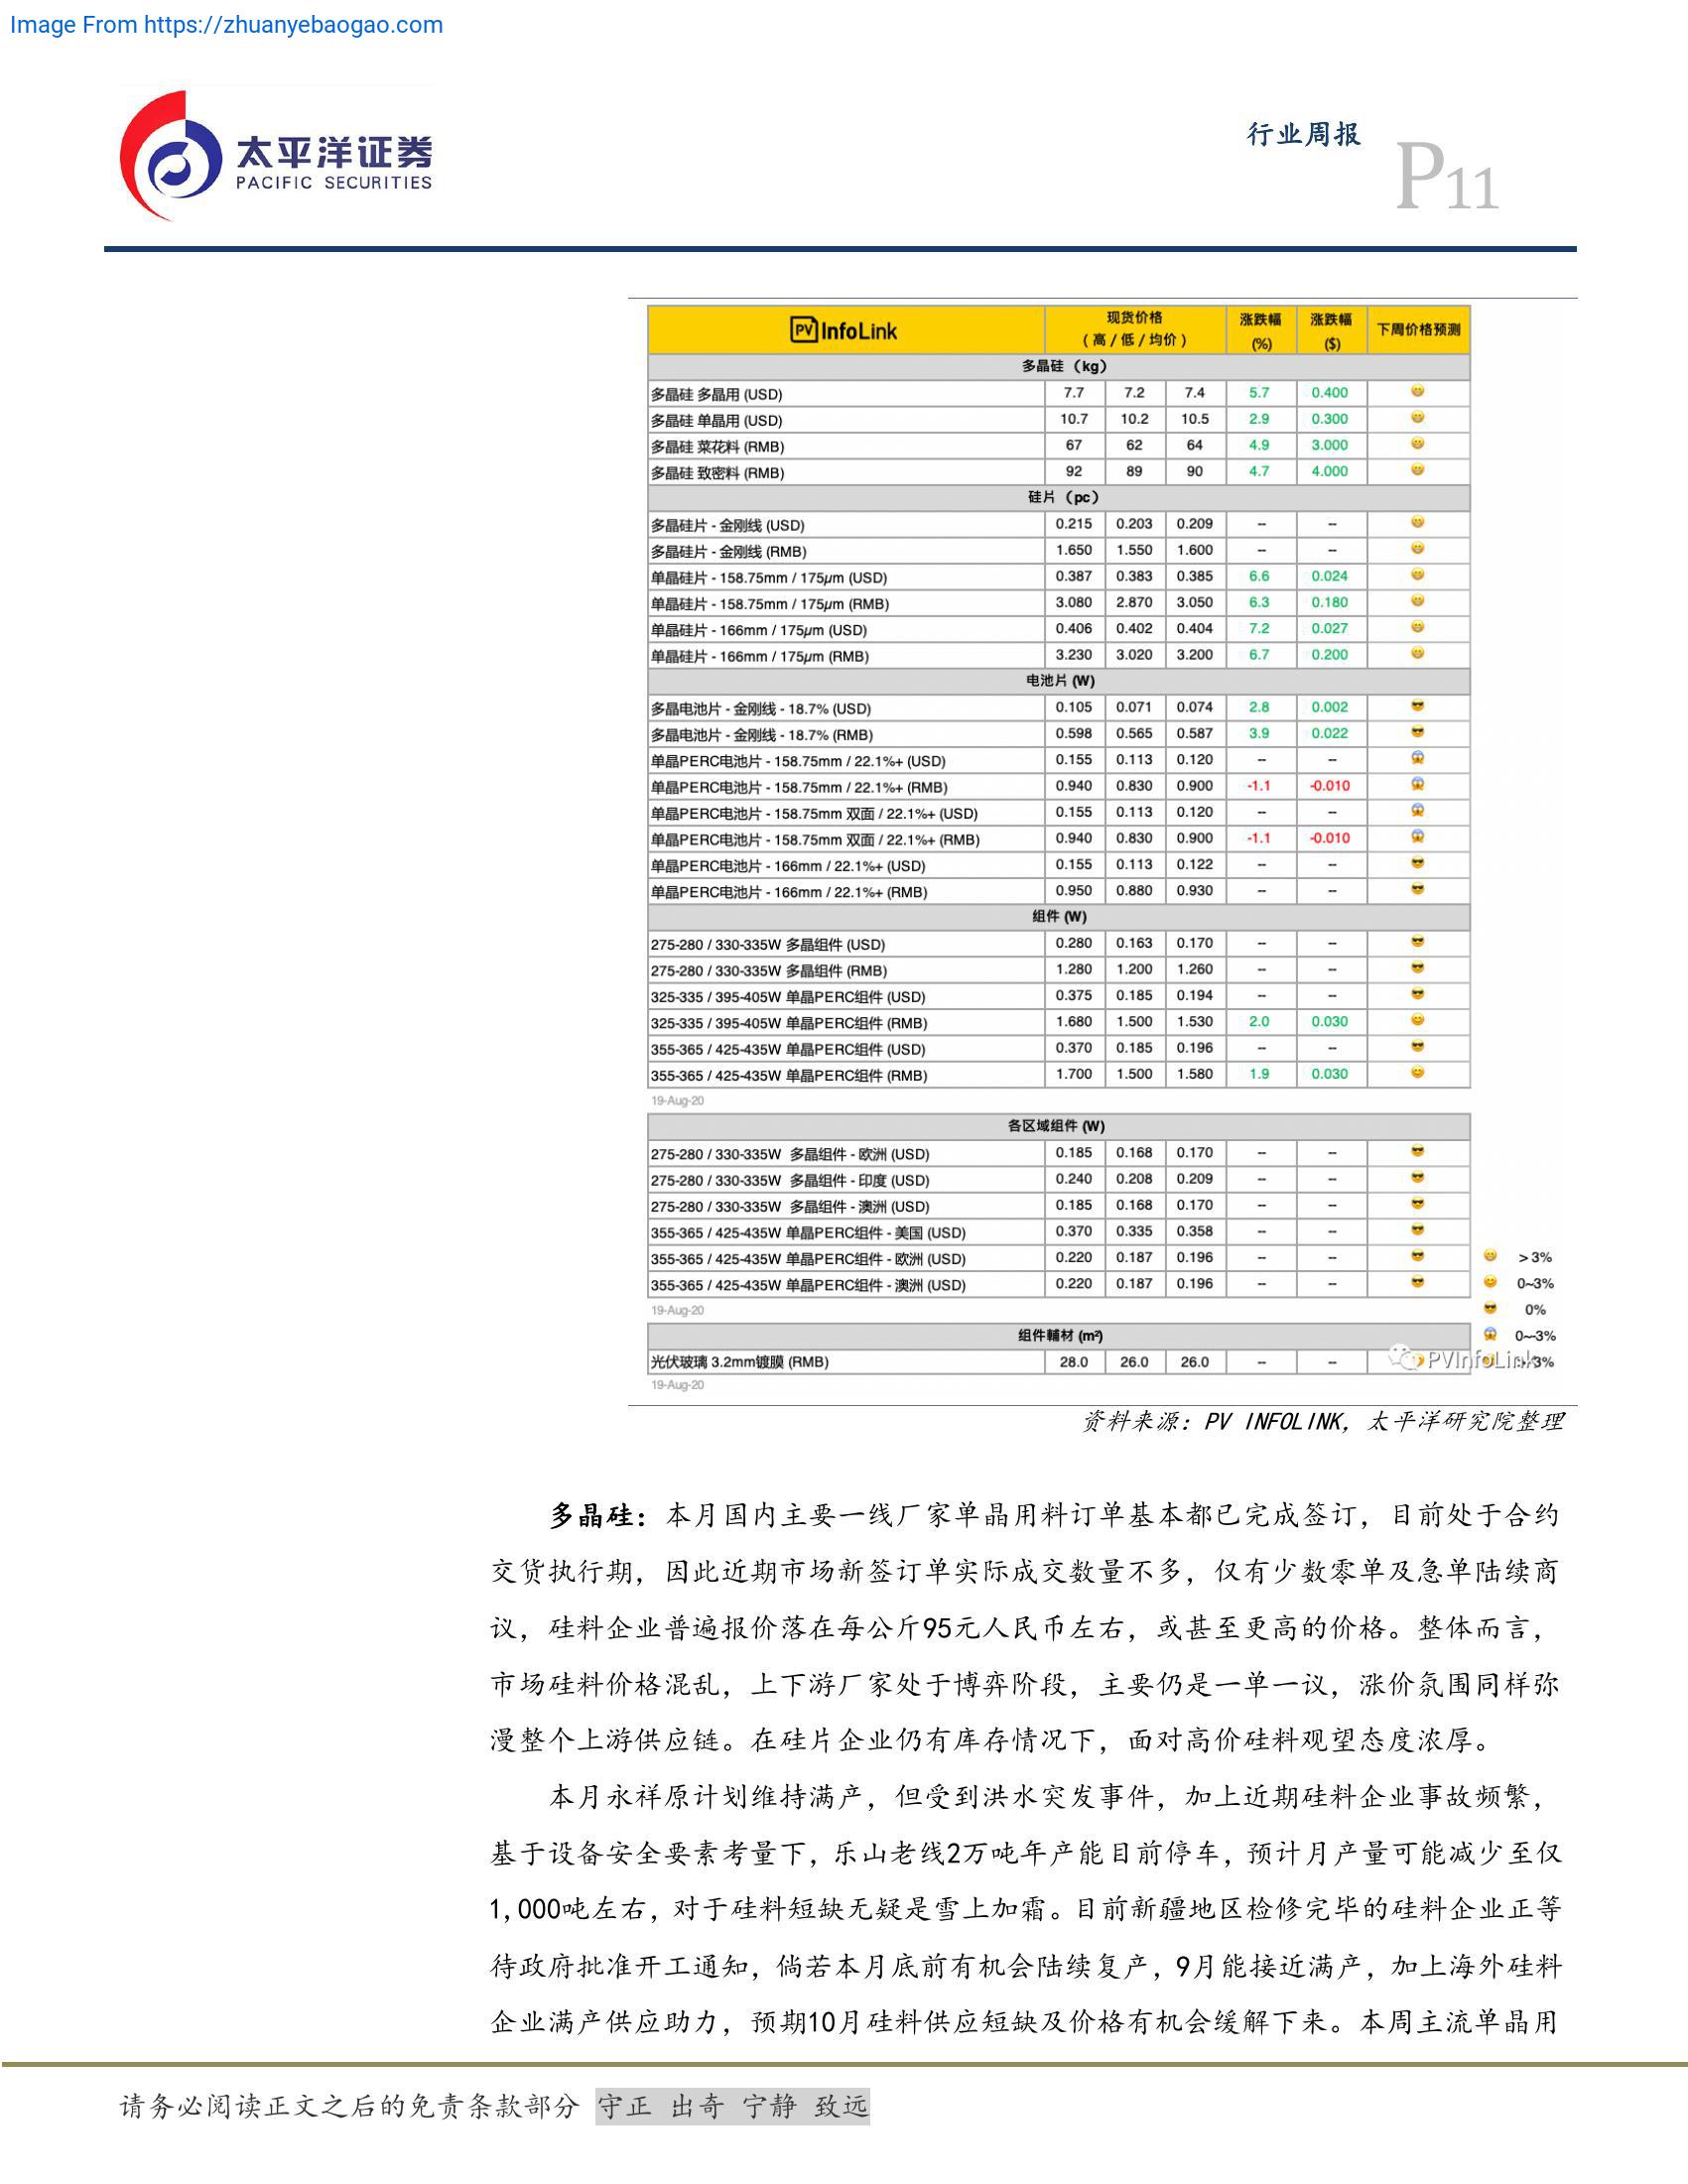 Image From https://zhuanyebaogao.com
太平洋证券
PACIFIC SECURITIES
行业周报
P11
PV InfoLink 现货价格（高 / 低 / 均价） 涨跌幅 (%) 涨跌幅 ($) 下周价格预测
多晶硅（kg）
多晶硅 多晶用 (USD) 7.7 7.2 7.4 5.7 0.400
多晶硅 单晶用 (USD) 10.7 10.2 10.5 2.9 0.300
多晶硅 菜花料 (RMB) 67 62 64 4.9 3.000
多晶硅 致密料 (RMB) 92 89 90 4.7 4.000
硅片（pc）
多晶硅片 - 金刚线 (USD) 0.215 0.203 0.209 -- --
多晶硅片 - 金刚线 (RMB) 1.650 1.550 1.600 -- --
单晶硅片 - 158.75mm / 175µm (USD) 0.387 0.383 0.385 6.6 0.024
单晶硅片 - 158.75mm / 175µm (RMB) 3.080 2.870 3.050 6.3 0.180
单晶硅片 - 166mm / 175µm (USD) 0.406 0.402 0.404 7.2 0.027
单晶硅片 - 166mm / 175µm (RMB) 3.230 3.020 3.200 6.7 0.200
电池片 (W)
多晶电池片 - 金刚线 - 18.7% (USD) 0.105 0.071 0.074 2.8 0.002
多晶电池片 - 金刚线 - 18.7% (RMB) 0.598 0.565 0.587 3.9 0.022
单晶PERC电池片 - 158.75mm / 22.1%+ (USD) 0.155 0.113 0.120 -- --
单晶PERC电池片 - 158.75mm / 22.1%+ (RMB) 0.940 0.830 0.900 -1.1 -0.010
单晶PERC电池片 - 158.75mm 双面 / 22.1%+ (USD) 0.155 0.113 0.120 -- --
单晶PERC电池片 - 158.75mm 双面 / 22.1%+ (RMB) 0.940 0.830 0.900 -1.1 -0.010
单晶PERC电池片 - 166mm / 22.1%+ (USD) 0.155 0.113 0.122 -- --
单晶PERC电池片 - 166mm / 22.1%+ (RMB) 0.950 0.880 0.930 -- --
组件 (W)
275-280 / 330-335W 多晶组件 (USD) 0.280 0.163 0.170 -- --
275-280 / 330-335W 多晶组件 (RMB) 1.280 1.200 1.260 -- --
325-335 / 395-405W 单晶PERC组件 (USD) 0.375 0.185 0.194 -- --
325-335 / 395-405W 单晶PERC组件 (RMB) 1.680 1.500 1.530 2.0 0.030
355-365 / 425-435W 单晶PERC组件 (USD) 0.370 0.185 0.196 -- --
355-365 / 425-435W 单晶PERC组件 (RMB) 1.700 1.500 1.580 1.9 0.030
19-Aug-20
各区域组件 (W)
275-280 / 330-335W 多晶组件 - 欧洲 (USD) 0.185 0.168 0.170 -- --
275-280 / 330-335W 多晶组件 - 印度 (USD) 0.240 0.208 0.209 -- --
275-280 / 330-335W 多晶组件 - 澳洲 (USD) 0.185 0.168 0.170 -- --
355-365 / 425-435W 单晶PERC组件 - 美国 (USD) 0.370 0.335 0.358 -- --
355-365 / 425-435W 单晶PERC组件 - 欧洲 (USD) 0.220 0.187 0.196 -- -- > 3%
355-365 / 425-435W 单晶PERC组件 - 澳洲 (USD) 0.220 0.187 0.196 -- -- 0~3%
19-Aug-20 0%
组件輔材 (m²) 0~-3%
光伏玻璃 3.2mm镀膜 (RMB) 28.0 26.0 26.0 -- -- PVInfoLink
19-Aug-20
资料来源：PV INFOLINK，太平洋研究院整理
多晶硅：本月国内主要一线厂家单晶用料订单基本都已完成签订，目前处于合约
交货执行期，因此近期市场新签订单实际成交数量不多，仅有少数零单及急单陆续商
议，硅料企业普遍报价落在每公斤95元人民币左右，或甚至更高的价格。整体而言，
市场硅料价格混乱，上下游厂家处于博弈阶段，主要仍是一单一议，涨价氛围同样弥
漫整个上游供应链。在硅片企业仍有库存情况下，面对高价硅料观望态度浓厚。
本月永祥原计划维持满产，但受到洪水突发事件，加上近期硅料企业事故频繁，
基于设备安全要素考量下，乐山老线2万吨年产能目前停车，预计月产量可能减少至仅
1,000吨左右，对于硅料短缺无疑是雪上加霜。目前新疆地区检修完毕的硅料企业正等
待政府批准开工通知，倘若本月底前有机会陆续复产，9月能接近满产，加上海外硅料
企业满产供应助力，预期10月硅料供应短缺及价格有机会缓解下来。本周主流单晶用
请务必阅读正文之后的免责条款部分 守正 出奇 宁静 致远